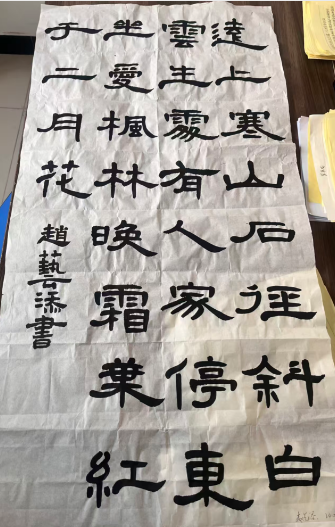 遠上寒山石徑斜白
雲生處有人家停東
坐愛楓林晚霜葉紅
于二月花
趙藝添書